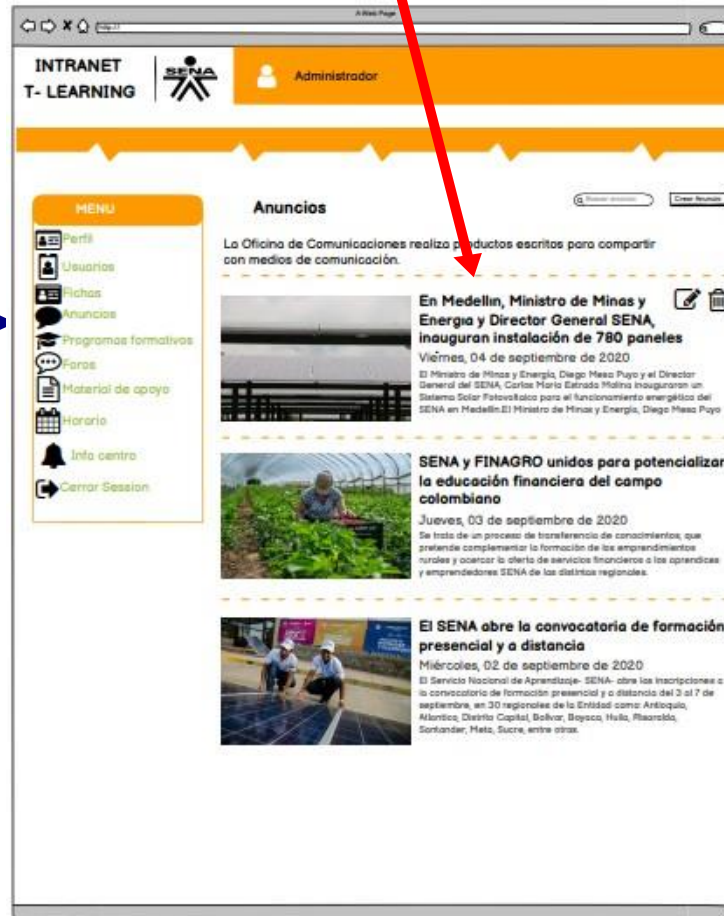 A Web Page
http://
INTRANET
T- LEARNING
SENA
Administrador
MENU
Perfil
Usuarios
Fichas
Anuncios
Programas formativos
Foros
Material de apoyo
Horario
Info centro
Cerrar Session
Anuncios
Buscar anuncio
Crear Anuncio
La Oficina de Comunicaciones realiza productos escritos para compartir
con medios de comunicación.
En Medellín, Ministro de Minas y
Energía y Director General SENA,
inauguran instalación de 780 paneles
Viernes, 04 de septiembre de 2020
El Ministro de Minas y Energía, Diego Mesa Puyo y el Director
General del SENA, Carlos Mario Estrada Molina inauguraron un
Sistema Solar Fotovoltaico para el funcionamiento energético del
SENA en Medellín.El Ministro de Minas y Energía, Diego Mesa Puyo
SENA y FINAGRO unidos para potencializar
la educación financiera del campo
colombiano
Jueves, 03 de septiembre de 2020
Se trata de un proceso de transferencia de conocimientos, que
pretende complementar la formación de los emprendimientos
rurales y acercar la oferta de servicios financieros a los aprendices
y emprendedores SENA de las distintas regionales.
El SENA abre la convocatoria de formación
presencial y a distancia
Miércoles, 02 de septiembre de 2020
El Servicio Nacional de Aprendizaje- SENA- abre las inscripciones a
la convocatoria de formación presencial y a distancia del 3 al 7 de
septiembre, en 30 regionales de la Entidad como: Antioquia,
Atlantico, Distrito Capital, Bolivar, Boyaca, Huila, Risaralda,
Santander, Meta, Sucre, entre otras.